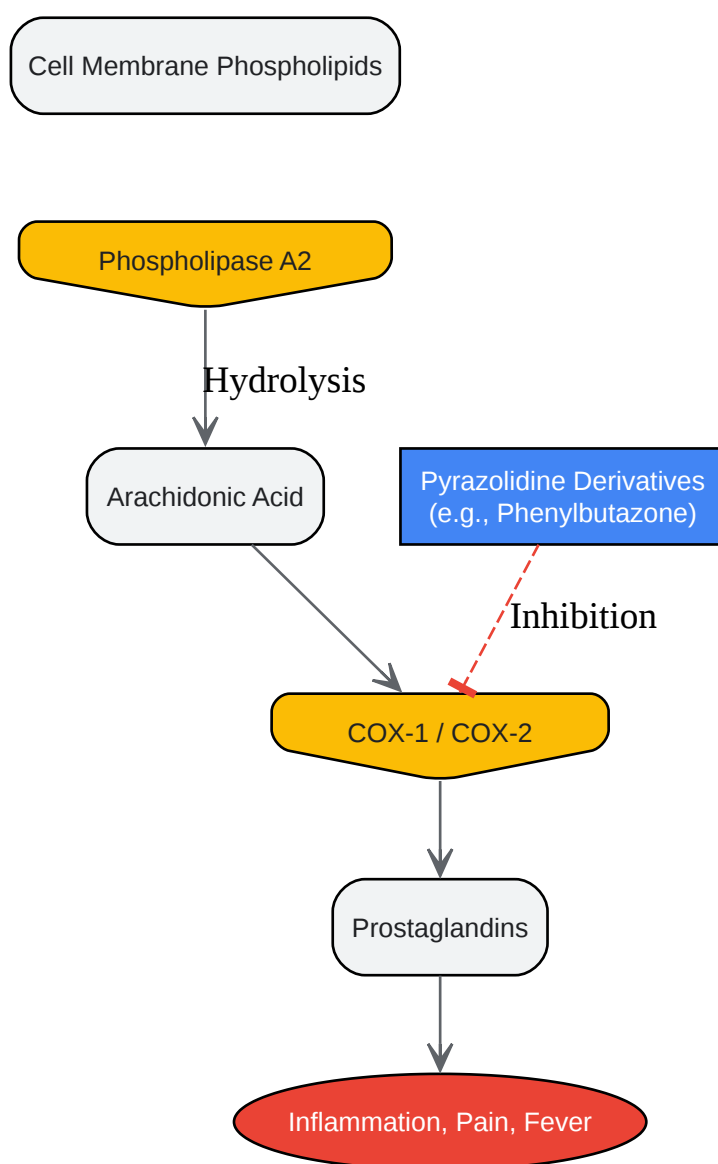 Cell Membrane Phospholipids
Phospholipase A2
Hydrolysis
Arachidonic Acid
Pyrazolidine Derivatives
(e.g., Phenylbutazone)
Inhibition
COX-1 / COX-2
Prostaglandins
Inflammation, Pain, Fever